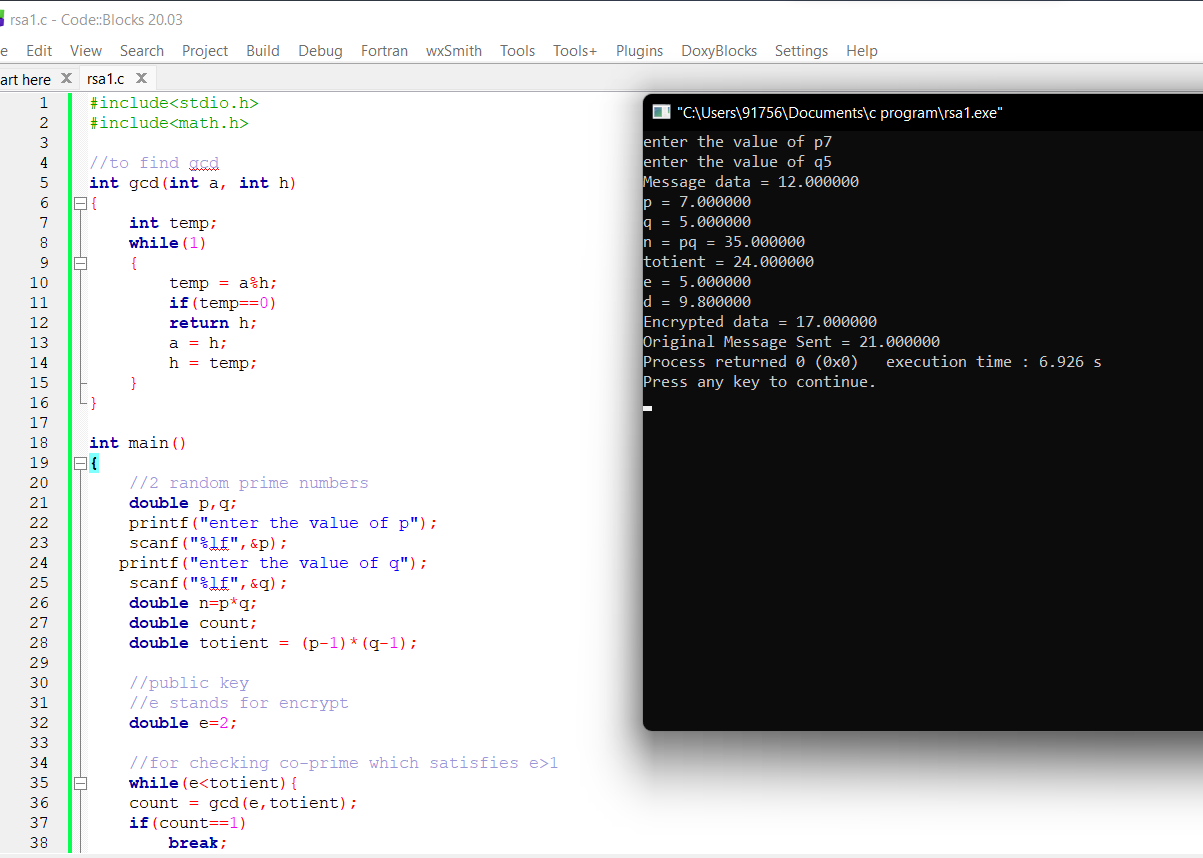 rsa1.c - Code::Blocks 20.03
e Edit View Search Project Build Debug Fortran wxSmith Tools Tools+ Plugins DoxyBlocks Settings Help
art here X rsa1.c X
1 #include<stdio.h>
2 #include<math.h>
3
4 //to find gcd
5 int gcd(int a, int h)
6 {
7 int temp;
8 while(1)
9 {
10 temp = a%h;
11 if(temp==0)
12 return h;
13 a = h;
14 h = temp;
15 }
16 }
17
18 int main()
19 {
20 //2 random prime numbers
21 double p,q;
22 printf("enter the value of p");
23 scanf("%lf",&p);
24 printf("enter the value of q");
25 scanf("%lf",&q);
26 double n=p*q;
27 double count;
28 double totient = (p-1)*(q-1);
29
30 //public key
31 //e stands for encrypt
32 double e=2;
33
34 //for checking co-prime which satisfies e>1
35 while(e<totient){
36 count = gcd(e,totient);
37 if(count==1)
38 break;
"C:\Users\91756\Documents\c program\rsa1.exe"
enter the value of p7
enter the value of q5
Message data = 12.000000
p = 7.000000
q = 5.000000
n = pq = 35.000000
totient = 24.000000
e = 5.000000
d = 9.800000
Encrypted data = 17.000000
Original Message Sent = 21.000000
Process returned 0 (0x0) execution time : 6.926 s
Press any key to continue.